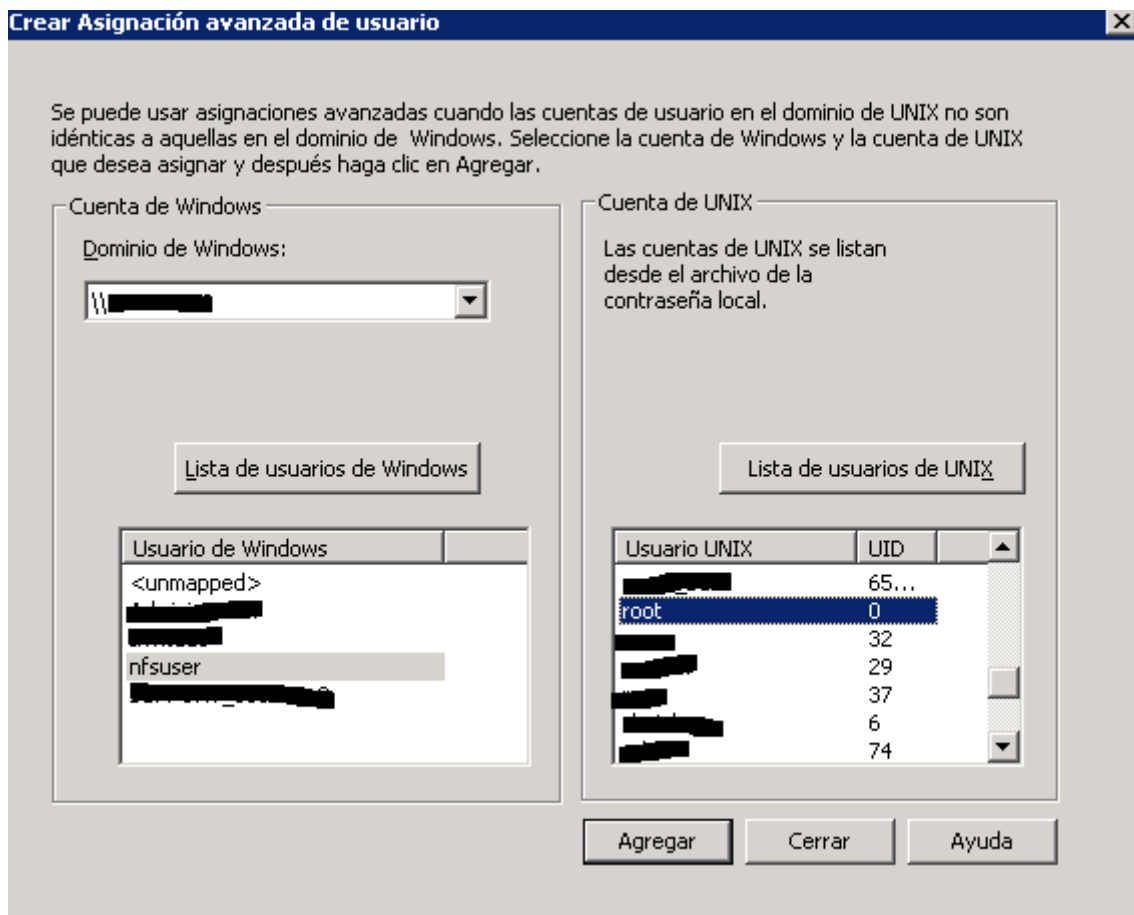 Crear Asignación avanzada de usuario
Se puede usar asignaciones avanzadas cuando las cuentas de usuario en el dominio de UNIX no son
idénticas a aquellas en el dominio de Windows. Seleccione la cuenta de Windows y la cuenta de UNIX
que desea asignar y después haga clic en Agregar.
Cuenta de Windows
Dominio de Windows:
\\
Lista de usuarios de Windows
Usuario de Windows
<unmapped>
nfsuser
Cuenta de UNIX
Las cuentas de UNIX se listan
desde el archivo de la
contraseña local.
Lista de usuarios de UNIX
Usuario UNIX UID
65...
root 0
32
29
37
6
74
Agregar Cerrar Ayuda